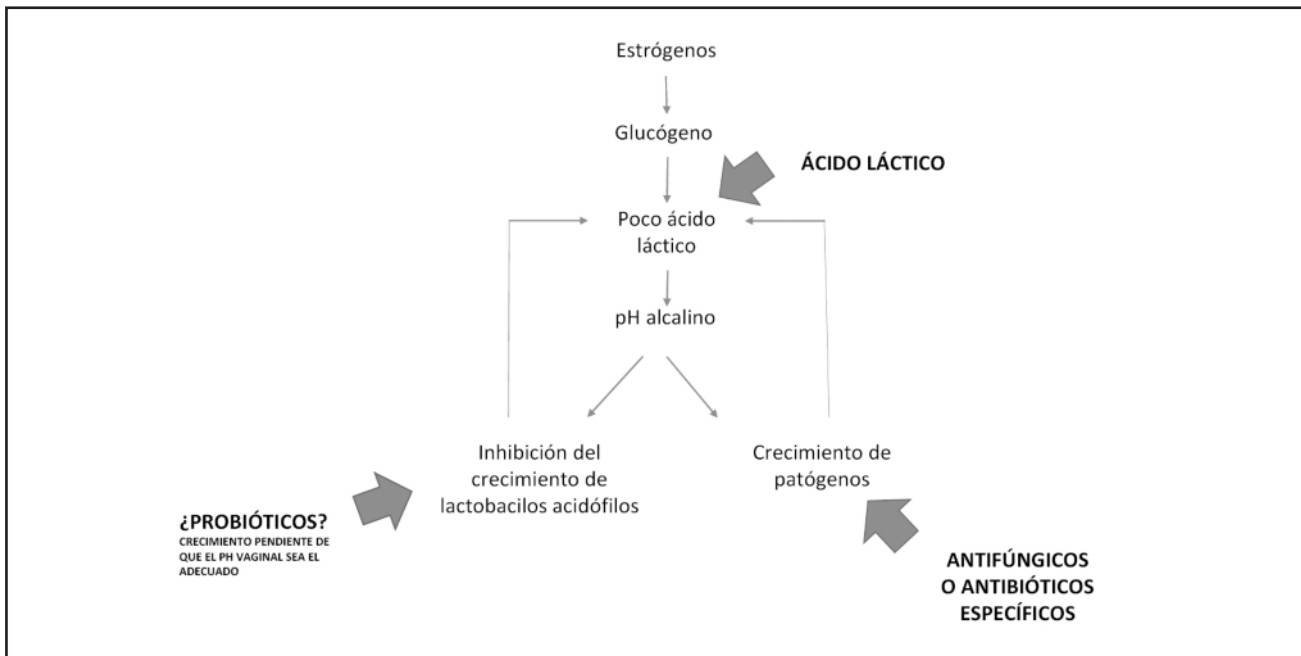 Estrógenos
Glucógeno
ÁCIDO LÁCTICO
Poco ácido
láctico
pH alcalino
Inhibición del
crecimiento de
lactobacilos acidófilos
Crecimiento de
patógenos
¿PROBIÓTICOS?
CRECIMIENTO PENDIENTE DE
QUE EL PH VAGINAL SEA EL
ADECUADO
ANTIFÚNGICOS
O ANTIBIÓTICOS
ESPECÍFICOS